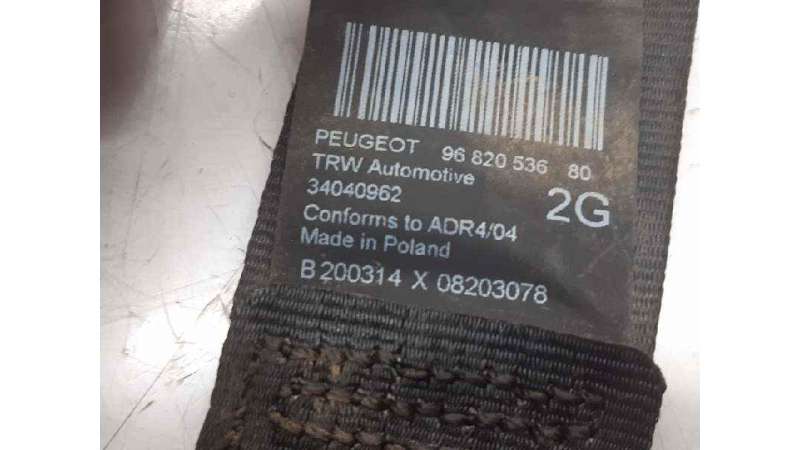 PEUGEOT 96 820 536 80
TRW Automotive
34040962
2G
Conforms to ADR4/04
Made in Poland
B 200314 X 08203078